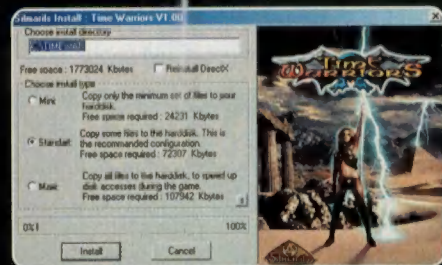 Silmarils Install : Time Warriors V1.00
Choose install directory
Free space : 1773024 Kbytes
Reinstall DirectX
Choose install type
Mini
Copy only the minimum set of files to your
harddisk.
Free space required : 24231 Kbytes
Standart
Copy some files to the harddisk. This is
the recommanded configuration.
Free space required : 72307 Kbytes
Maxi
Copy all files to the harddisk, to speed up
disk accesses during the game.
Free space required : 107942 Kbytes
0%
100%
Install
Cancel
TIME
WARRIORS
Silmarils